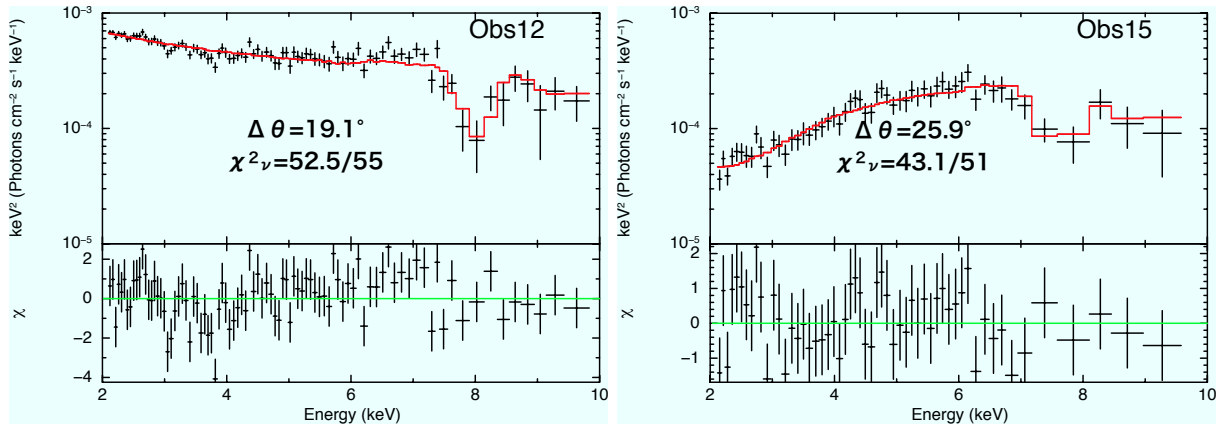 keV² (Photons cm⁻² s⁻¹ keV⁻¹)
10⁻³
10⁻⁴
10⁻⁵
Obs12
Δ θ=19.1°
χ²ν=52.5/55
χ
2
0
−2
−4
2
4
6
8
10
Energy (keV)
keV² (Photons cm⁻² s⁻¹ keV⁻¹)
10⁻³
10⁻⁴
10⁻⁵
Obs15
Δ θ=25.9°
χ²ν=43.1/51
χ
2
1
0
−1
2
4
6
8
10
Energy (keV)